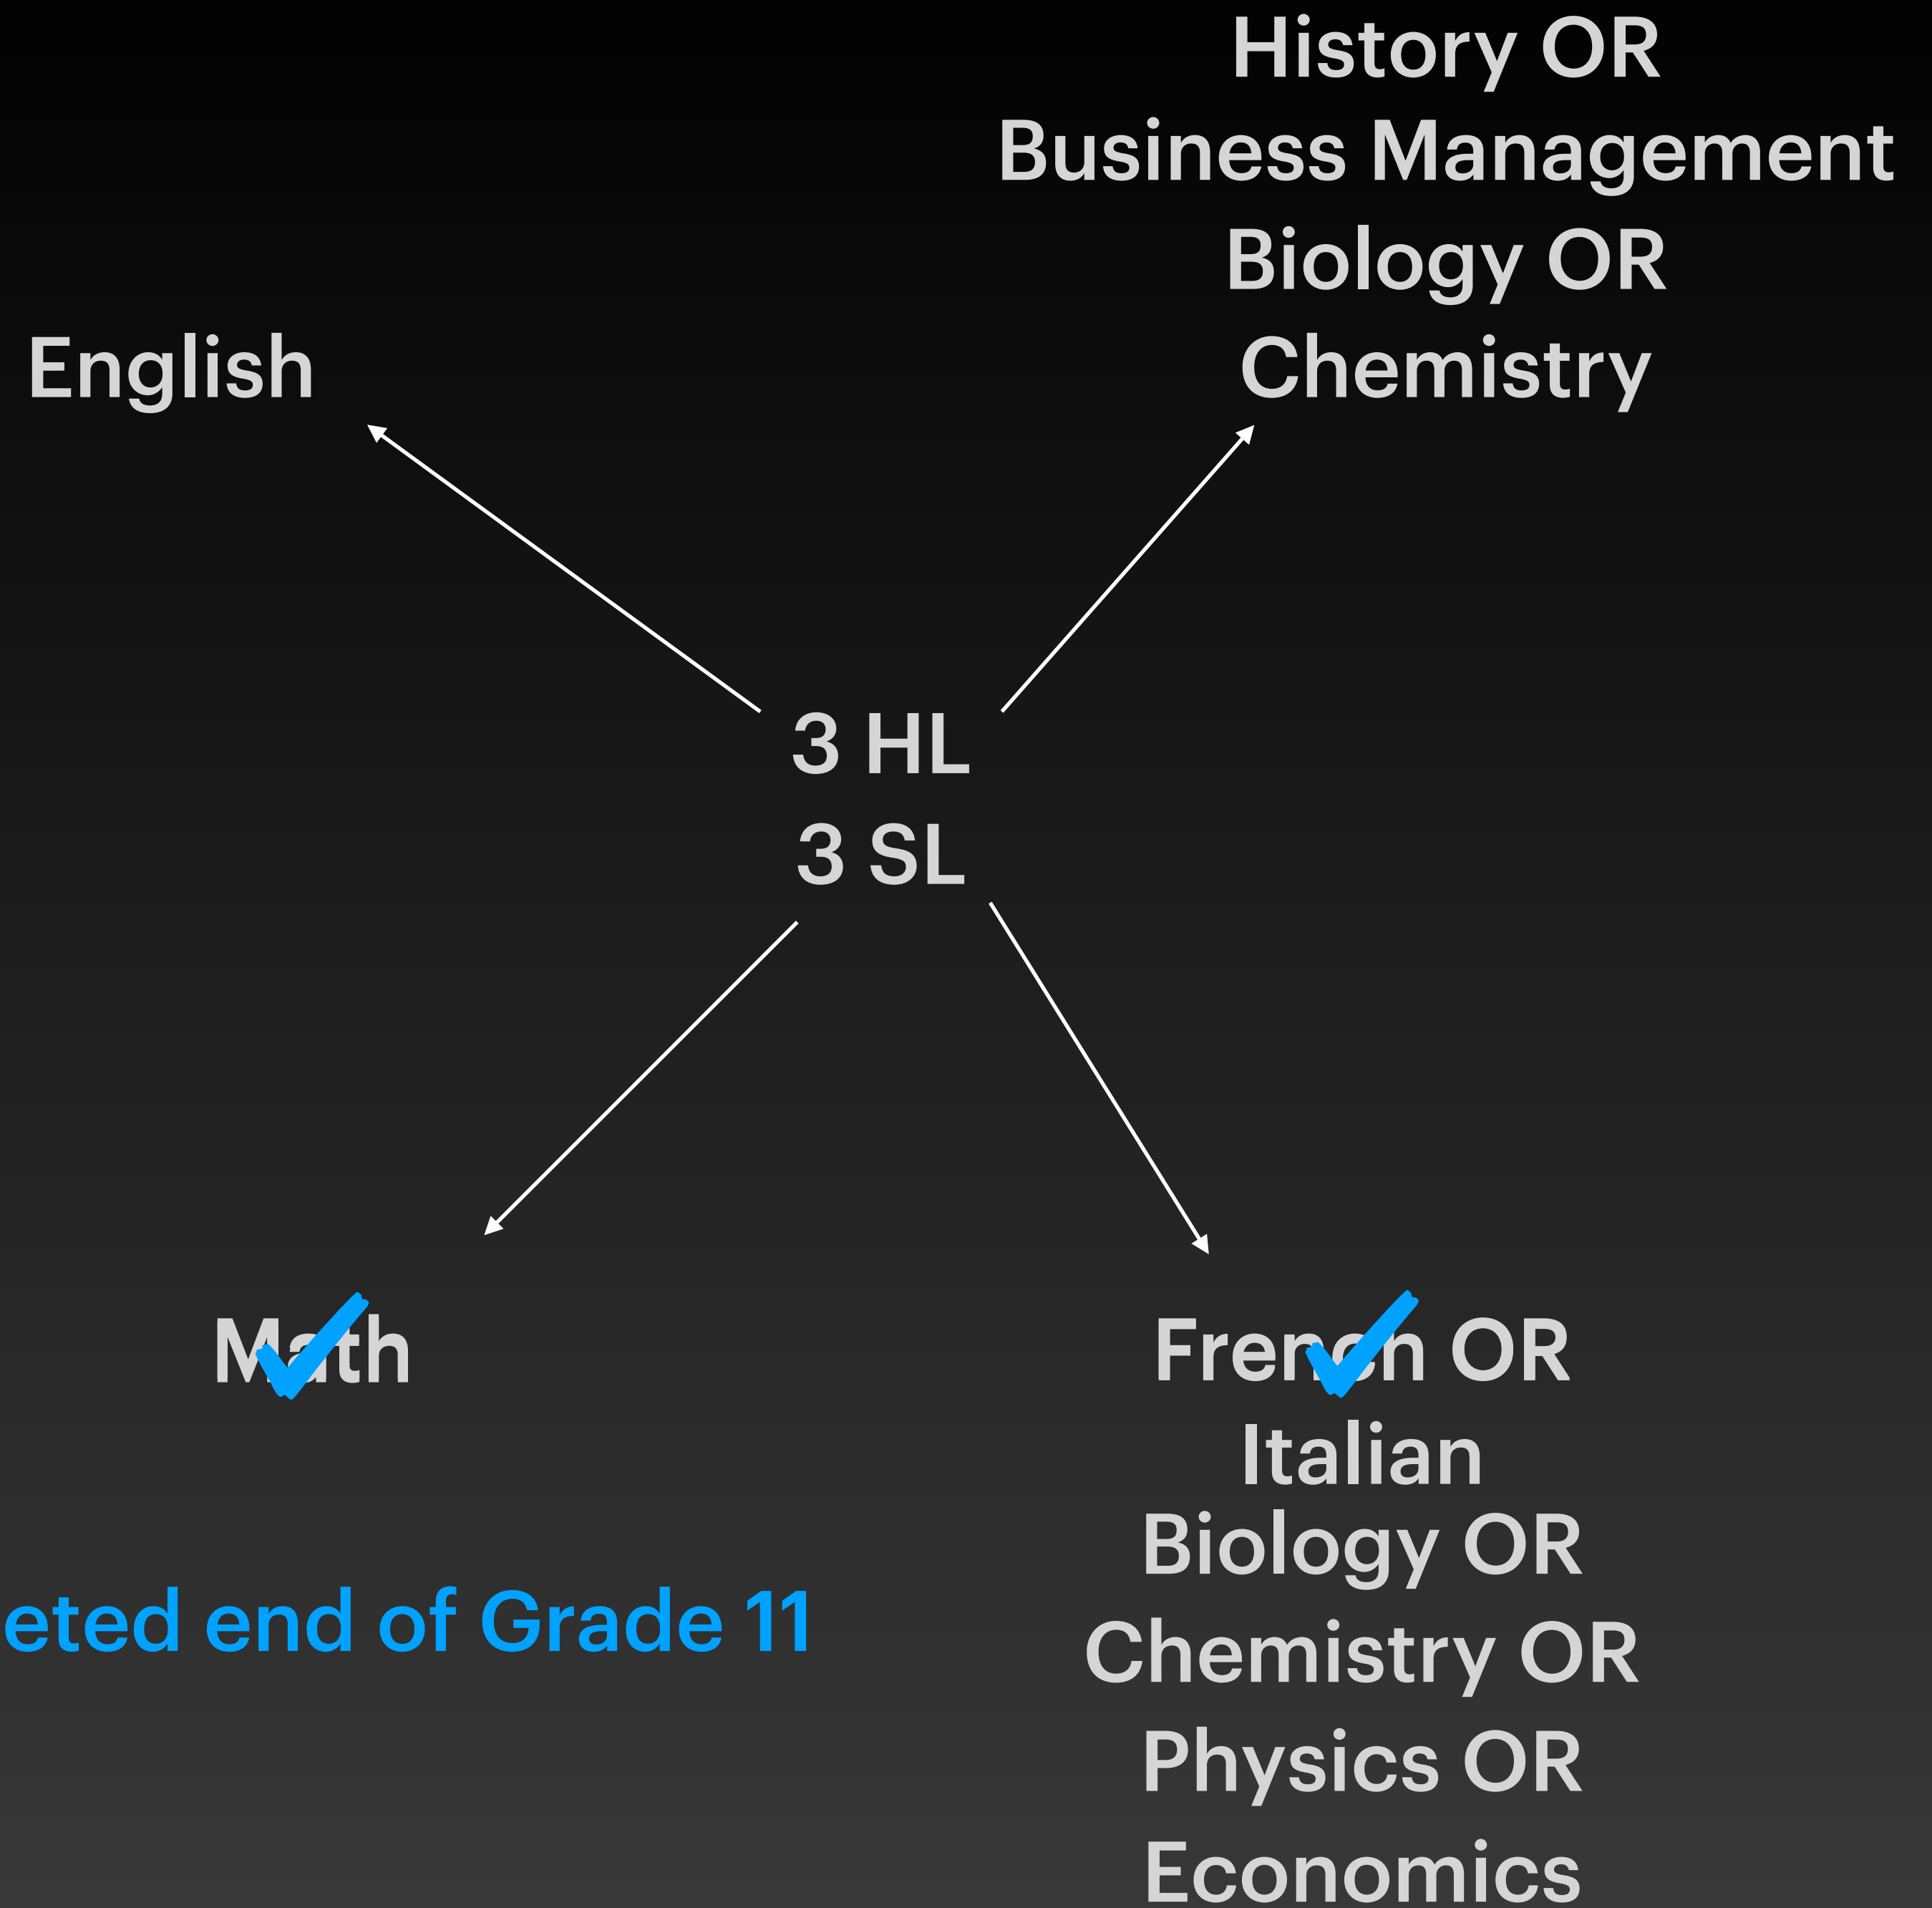 History OR
Business Management
Biology OR
Chemistry
English
3 HL
3 SL
Math
French OR
Italian
Biology OR
Chemistry OR
Physics OR
Economics
eted end of Grade 11